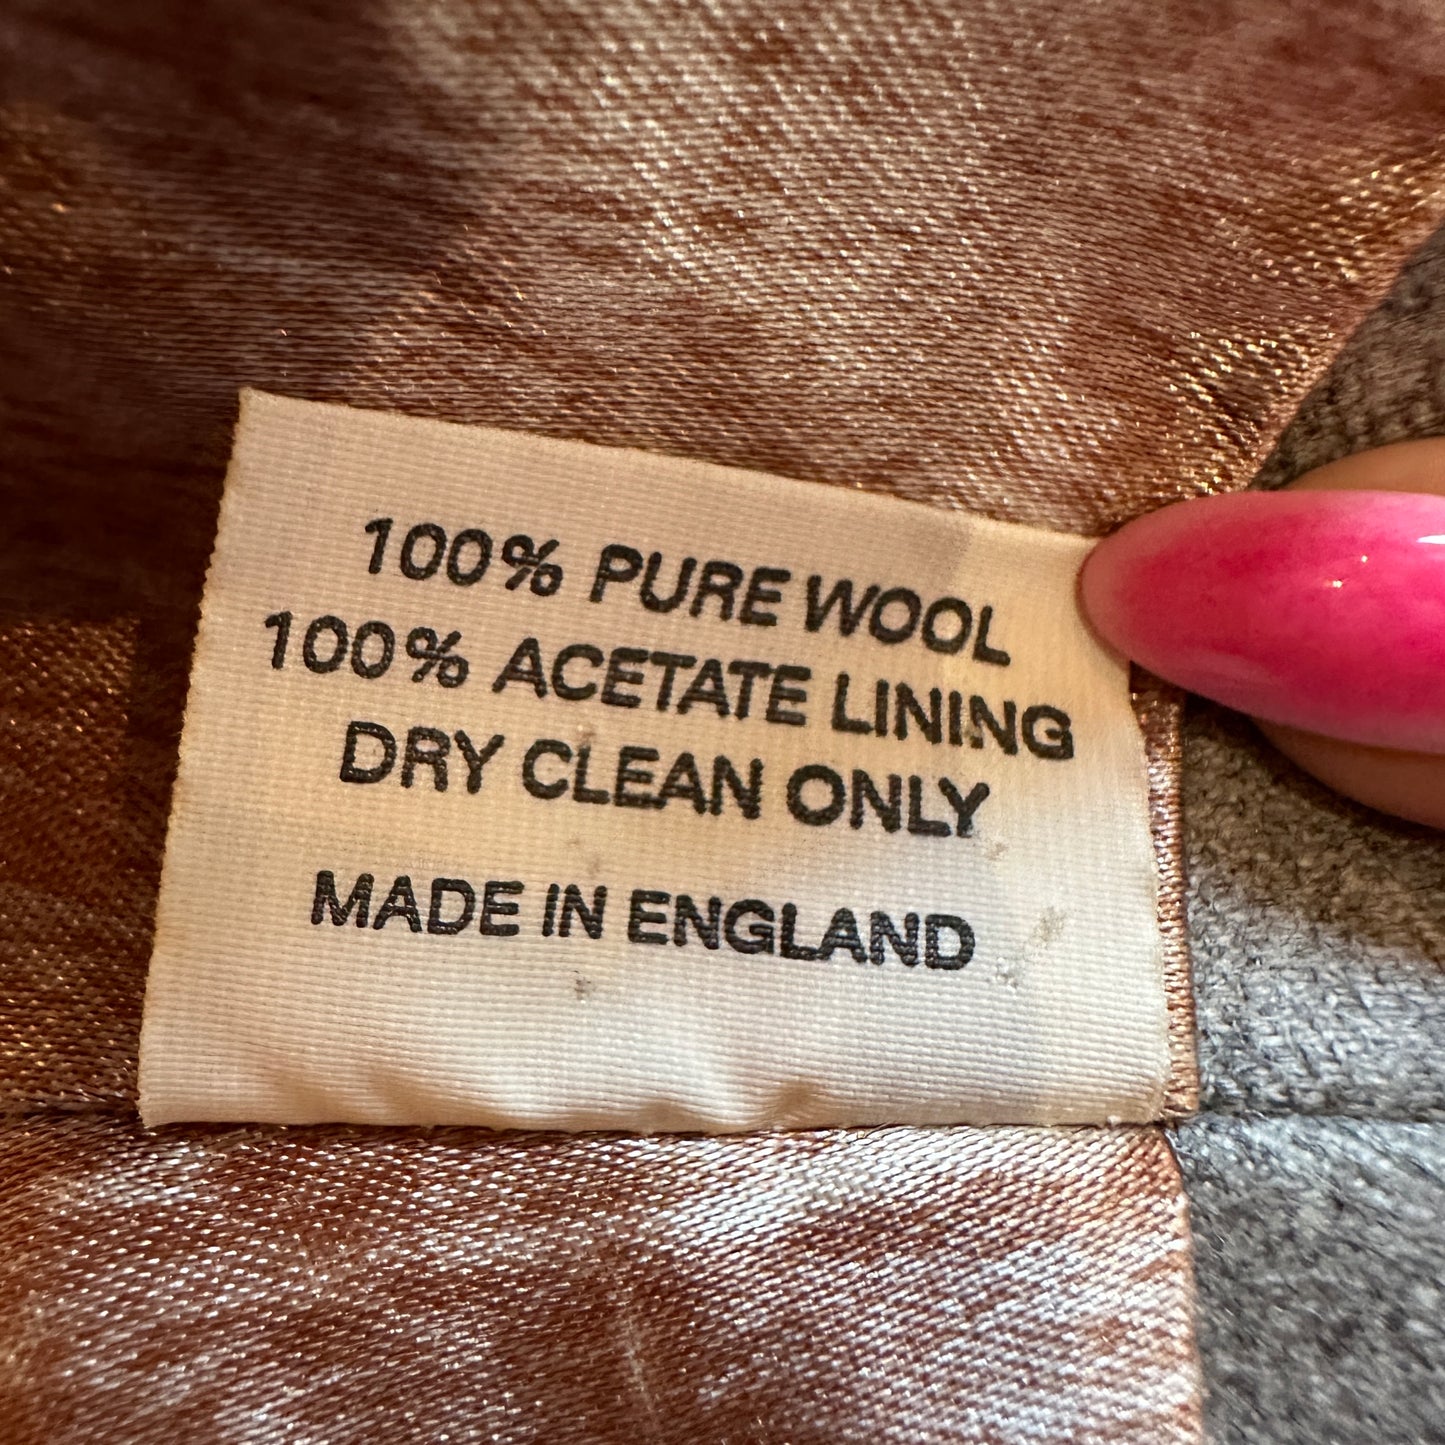 100% PURE WOOL
100% ACETATE LINING
DRY CLEAN ONLY
MADE IN ENGLAND